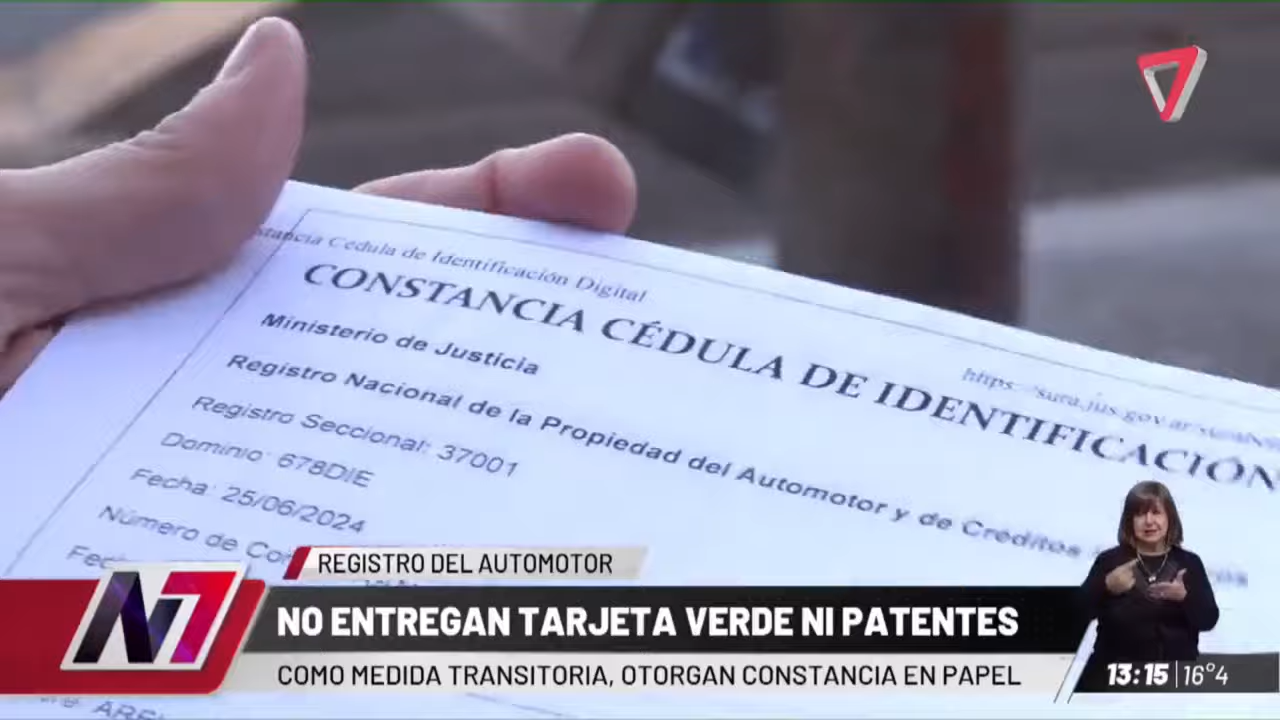 Constancia Cédula de Identificación Digital
CONSTANCIA CÉDULA DE IDENTIFICACIÓN
Ministerio de Justicia
Registro Nacional de la Propiedad del Automotor y de Créditos
Registro Seccional: 37001
Dominio: 678DIE
Fecha: 25/06/2024
Número de
REGISTRO DEL AUTOMOTOR
N7
NO ENTREGAN TARJETA VERDE NI PATENTES
COMO MEDIDA TRANSITORIA, OTORGAN CONSTANCIA EN PAPEL
13:15 16°4